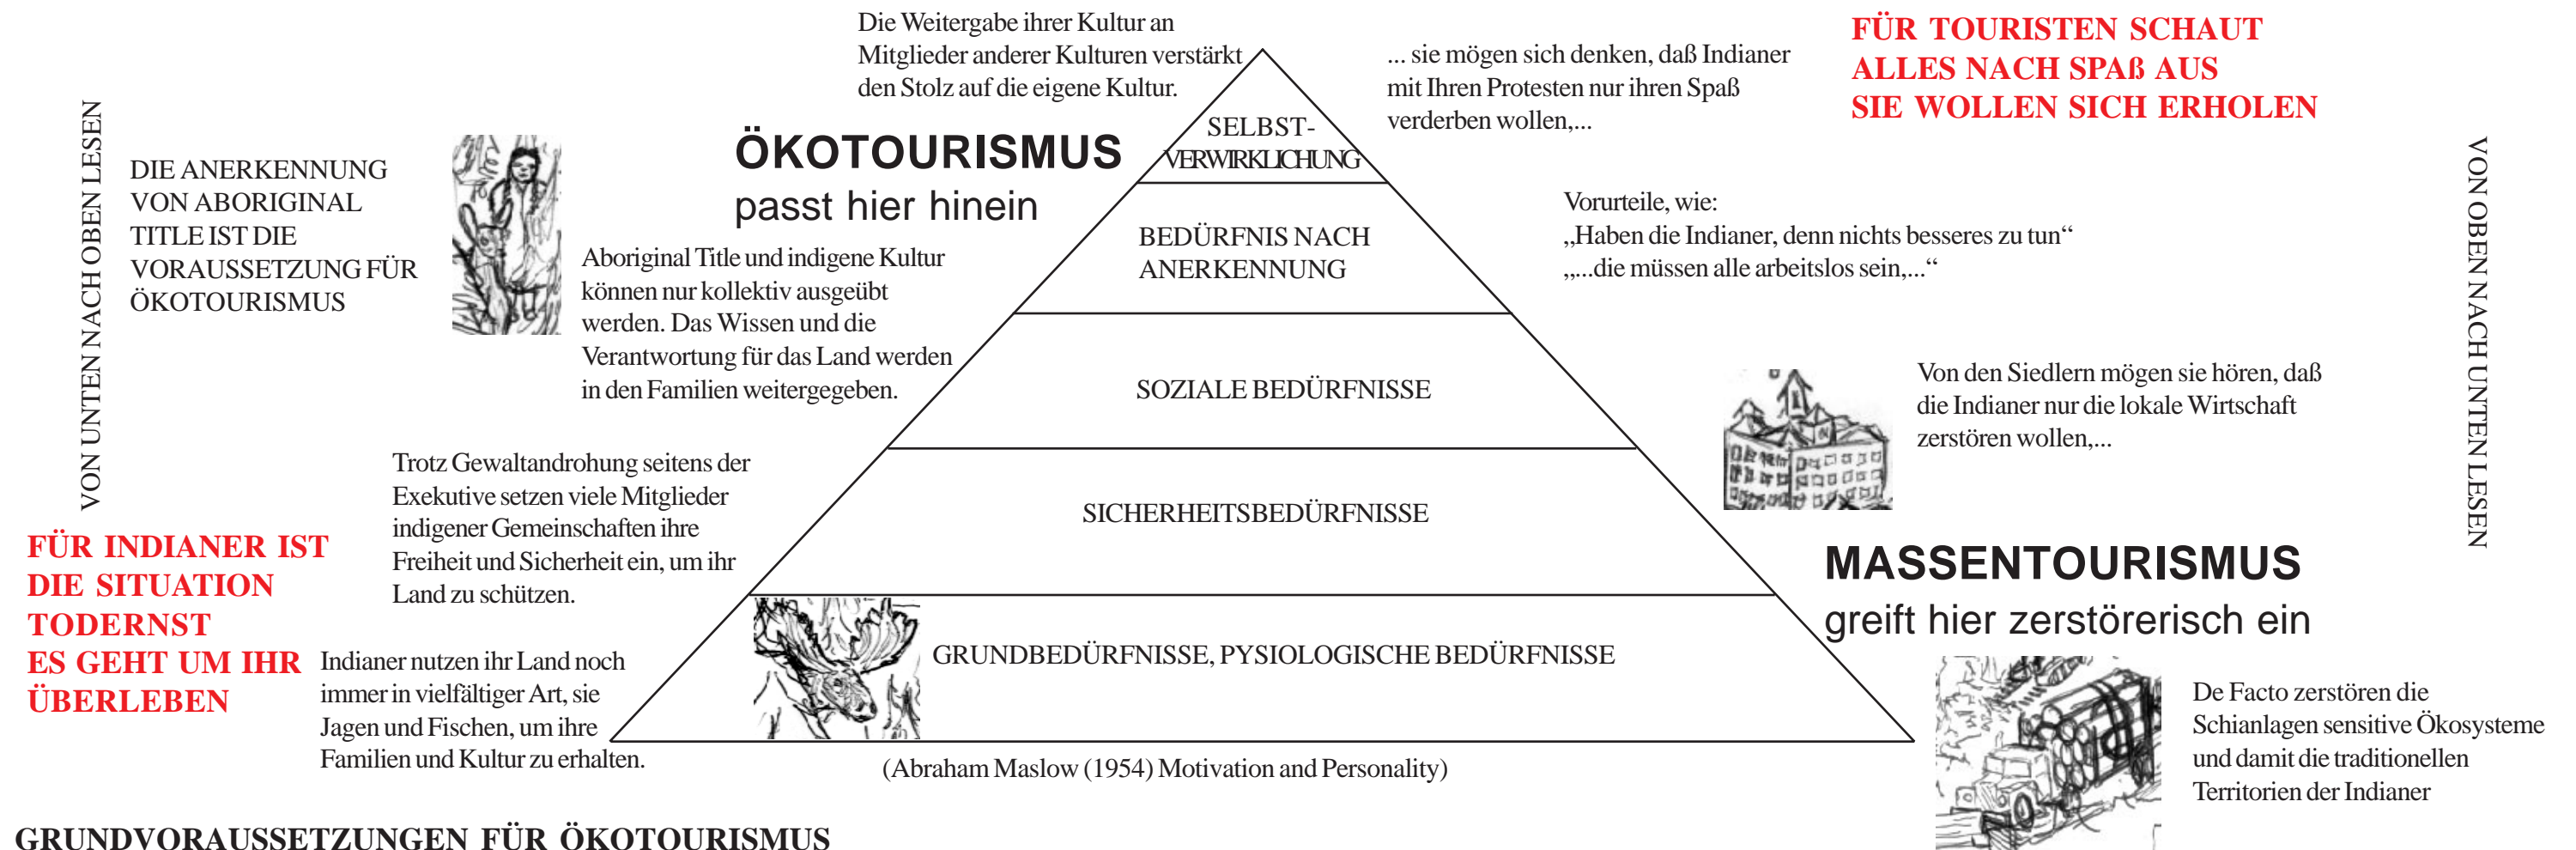 Die Weitergabe ihrer Kultur an
Mitglieder anderer Kulturen verstärkt
den Stolz auf die eigene Kultur.
... sie mögen sich denken, daß Indianer
mit Ihren Protesten nur ihren Spaß
verderben wollen,...
FÜR TOURISTEN SCHAUT
ALLES NACH SPAß AUS
SIE WOLLEN SICH ERHOLEN
VON UNTEN NACH OBEN LESEN
DIE ANERKENNUNG
VON ABORIGINAL
TITLE IST DIE
VORAUSSETZUNG FÜR
ÖKOTOURISMUS
ÖKOTOURISMUS
passt hier hinein
SELBST-
VERWIRKLICHUNG
VON OBEN NACH UNTEN LESEN
Vorurteile, wie:
„Haben die Indianer, denn nichts besseres zu tun“
„...die müssen alle arbeitslos sein,...“
BEDÜRFNIS NACH
ANERKENNUNG
Aboriginal Title und indigene Kultur
können nur kollektiv ausgeübt
werden. Das Wissen und die
Verantwortung für das Land werden
in den Familien weitergegeben.
SOZIALE BEDÜRFNISSE
Von den Siedlern mögen sie hören, daß
die Indianer nur die lokale Wirtschaft
zerstören wollen,...
Trotz Gewaltandrohung seitens der
Exekutive setzen viele Mitglieder
indigener Gemeinschaften ihre
Freiheit und Sicherheit ein, um ihr
Land zu schützen.
SICHERHEITSBEDÜRFNISSE
FÜR INDIANER IST
DIE SITUATION
TODERNST
ES GEHT UM IHR
ÜBERLEBEN
MASSENTOURISMUS
greift hier zerstörerisch ein
Indianer nutzen ihr Land noch
immer in vielfältiger Art, sie
Jagen und Fischen, um ihre
Familien und Kultur zu erhalten.
GRUNDBEDÜRFNISSE, PYSIOLOGISCHE BEDÜRFNISSE
De Facto zerstören die
Schianlagen sensitive Ökosysteme
und damit die traditionellen
Territorien der Indianer
(Abraham Maslow (1954) Motivation and Personality)
GRUNDVORAUSSETZUNGEN FÜR ÖKOTOURISMUS